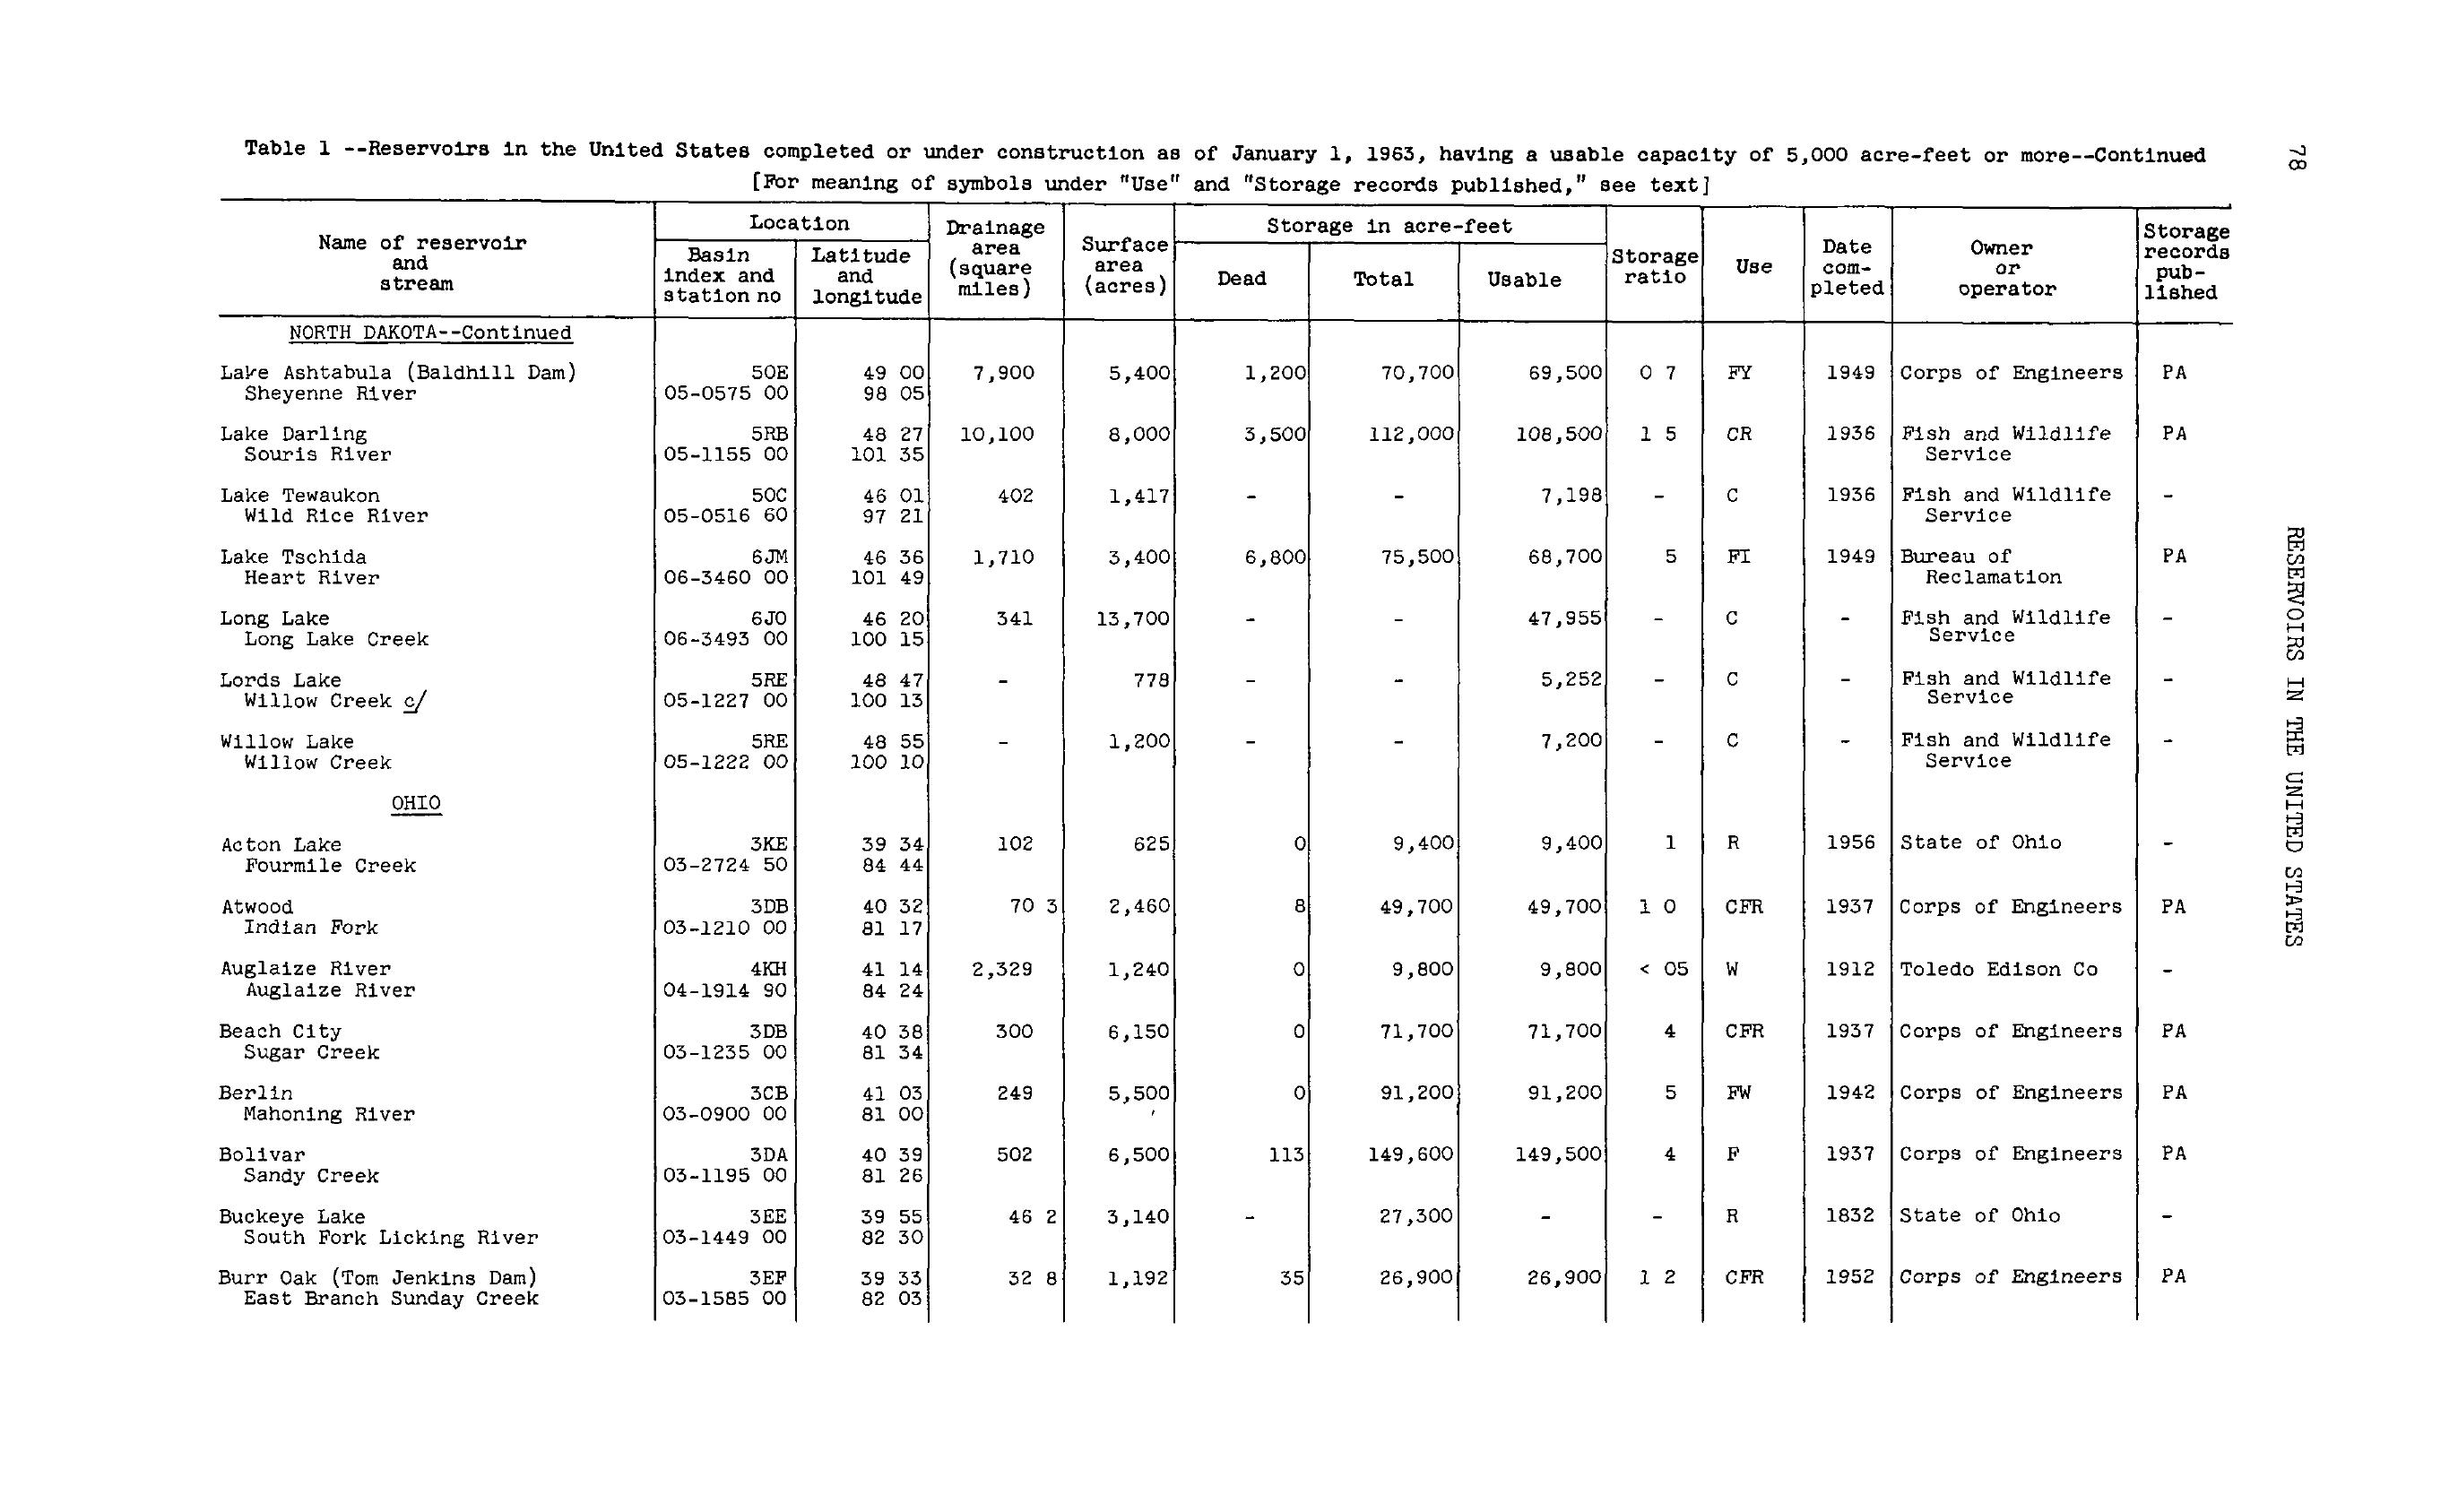 Table 1 --Reservoirs in the United States completed or under construction as of January 1, 1963, having a usable capacity of 5,000 acre-feet or more--Continued
78
[For meaning of symbols under "Use" and "Storage records published," see text]
Name of reservoir and stream | Location | Drainage area (square miles) | Surface area (acres) | Storage in acre-feet | Storage ratio | Use | Date com-pleted | Owner or operator | Storage records pub-lished
Basin index and station no | Latitude and longitude | Dead | Total | Usable
NORTH DAKOTA--Continued
Lake Ashtabula (Baldhill Dam) 50E 49 00 7,900 5,400 1,200 70,700 69,500 0 7 FY 1949 Corps of Engineers PA
Sheyenne River 05-0575 00 98 05
Lake Darling 5RB 48 27 10,100 8,000 3,500 112,000 108,500 1 5 CR 1936 Fish and Wildlife PA
Souris River 05-1155 00 101 35 Service
Lake Tewaukon 50C 46 01 402 1,417 - - 7,198 - C 1936 Fish and Wildlife -
Wild Rice River 05-0516 60 97 21 Service
Lake Tschida 6JM 46 36 1,710 3,400 6,800 75,500 68,700 5 FI 1949 Bureau of PA
Heart River 06-3460 00 101 49 Reclamation
Long Lake 6JO 46 20 341 13,700 - - 47,955 - C - Fish and Wildlife -
Long Lake Creek 06-3493 00 100 15 Service
Lords Lake 5RE 48 47 - 778 - - 5,252 - C - Fish and Wildlife -
Willow Creek c/ 05-1227 00 100 13 Service
Willow Lake 5RE 48 55 - 1,200 - - 7,200 - C - Fish and Wildlife -
Willow Creek 05-1222 00 100 10 Service
OHIO
Acton Lake 3KE 39 34 102 625 0 9,400 9,400 1 R 1956 State of Ohio -
Fourmile Creek 03-2724 50 84 44
Atwood 3DB 40 32 70 3 2,460 8 49,700 49,700 1 0 CFR 1937 Corps of Engineers PA
Indian Fork 03-1210 00 81 17
Auglaize River 4KH 41 14 2,329 1,240 0 9,800 9,800 < 05 W 1912 Toledo Edison Co -
Auglaize River 04-1914 90 84 24
Beach City 3DB 40 38 300 6,150 0 71,700 71,700 4 CFR 1937 Corps of Engineers PA
Sugar Creek 03-1235 00 81 34
Berlin 3CB 41 03 249 5,500 0 91,200 91,200 5 FW 1942 Corps of Engineers PA
Mahoning River 03-0900 00 81 00
Bolivar 3DA 40 39 502 6,500 113 149,600 149,500 4 F 1937 Corps of Engineers PA
Sandy Creek 03-1195 00 81 26
Buckeye Lake 3EE 39 55 46 2 3,140 - 27,300 - - R 1832 State of Ohio -
South Fork Licking River 03-1449 00 82 30
Burr Oak (Tom Jenkins Dam) 3EF 39 33 32 8 1,192 35 26,900 26,900 1 2 CFR 1952 Corps of Engineers PA
East Branch Sunday Creek 03-1585 00 82 03
RESERVOIRS IN THE UNITED STATES